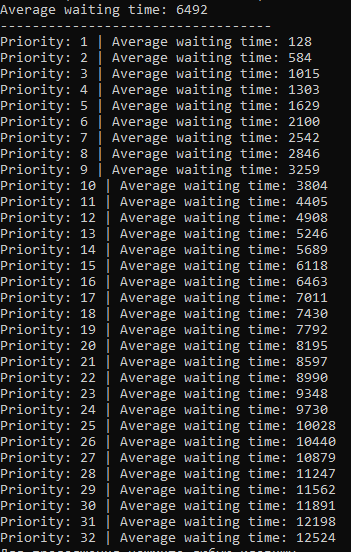 Average waiting time: 6492
----------------------------------
Priority: 1 | Average waiting time: 128
Priority: 2 | Average waiting time: 584
Priority: 3 | Average waiting time: 1015
Priority: 4 | Average waiting time: 1303
Priority: 5 | Average waiting time: 1629
Priority: 6 | Average waiting time: 2100
Priority: 7 | Average waiting time: 2542
Priority: 8 | Average waiting time: 2846
Priority: 9 | Average waiting time: 3259
Priority: 10 | Average waiting time: 3804
Priority: 11 | Average waiting time: 4405
Priority: 12 | Average waiting time: 4908
Priority: 13 | Average waiting time: 5246
Priority: 14 | Average waiting time: 5689
Priority: 15 | Average waiting time: 6118
Priority: 16 | Average waiting time: 6463
Priority: 17 | Average waiting time: 7011
Priority: 18 | Average waiting time: 7430
Priority: 19 | Average waiting time: 7792
Priority: 20 | Average waiting time: 8195
Priority: 21 | Average waiting time: 8597
Priority: 22 | Average waiting time: 8990
Priority: 23 | Average waiting time: 9348
Priority: 24 | Average waiting time: 9730
Priority: 25 | Average waiting time: 10028
Priority: 26 | Average waiting time: 10440
Priority: 27 | Average waiting time: 10879
Priority: 28 | Average waiting time: 11247
Priority: 29 | Average waiting time: 11562
Priority: 30 | Average waiting time: 11891
Priority: 31 | Average waiting time: 12198
Priority: 32 | Average waiting time: 12524